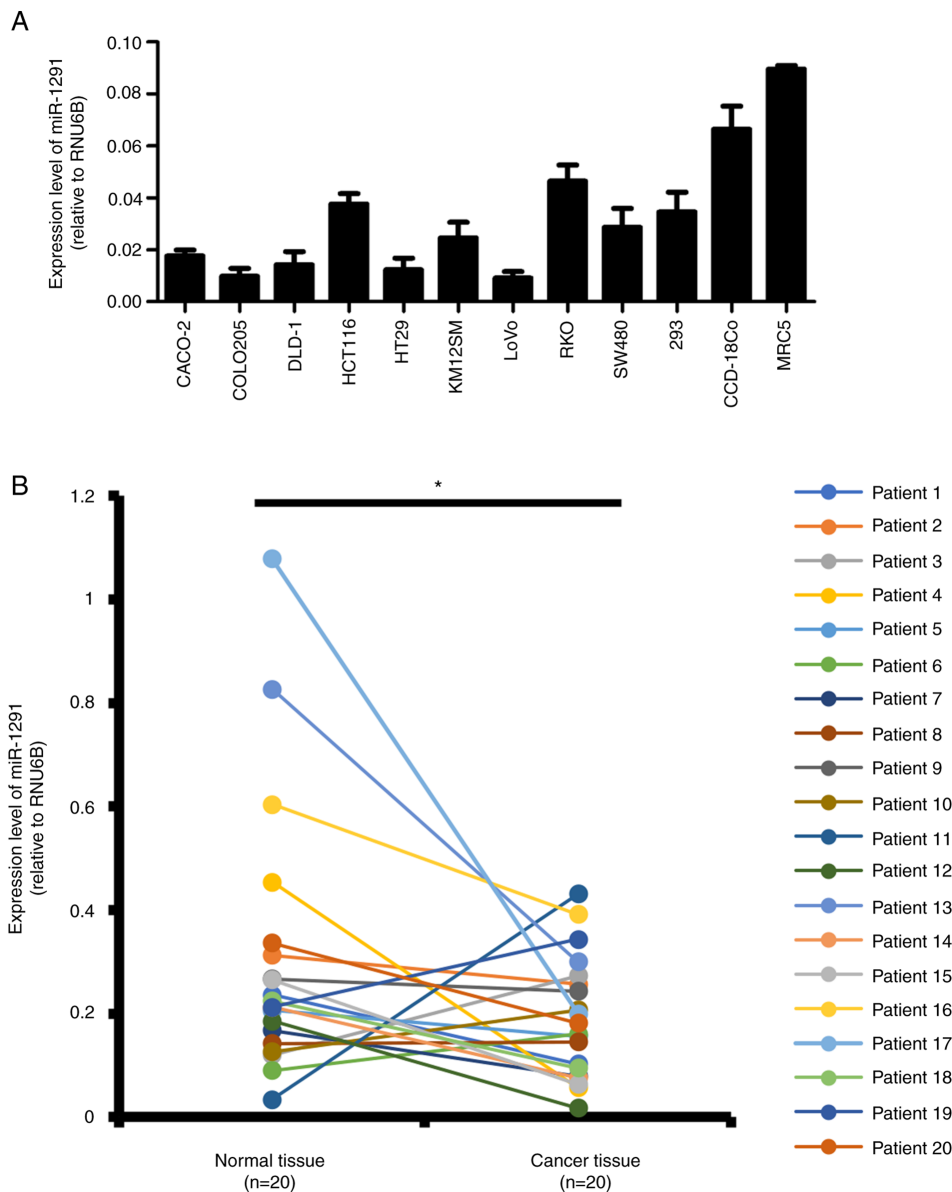 A
Expression level of miR-1291
(relative to RNU6B)
0.10
0.08
0.06
0.04
0.02
0.00
CACO-2
COLO205
DLD-1
HCT116
HT29
KM12SM
LoVo
RKO
SW480
293
CCD-18Co
MRC5
B
Expression level of miR-1291
(relative to RNU6B)
1.2
1
0.8
0.6
0.4
0.2
0
*
Normal tissue
(n=20)
Cancer tissue
(n=20)
Patient 1
Patient 2
Patient 3
Patient 4
Patient 5
Patient 6
Patient 7
Patient 8
Patient 9
Patient 10
Patient 11
Patient 12
Patient 13
Patient 14
Patient 15
Patient 16
Patient 17
Patient 18
Patient 19
Patient 20